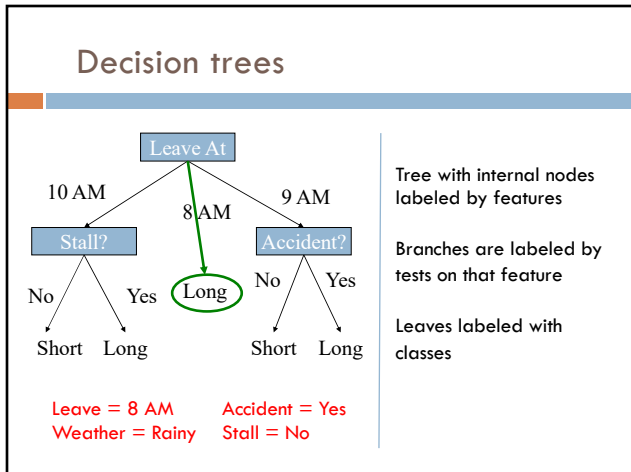 Decision trees
Leave At
10 AM
8 AM
9 AM
Stall?
Accident?
No
Yes
Long
No
Yes
Short
Long
Short
Long
Leave = 8 AM
Accident = Yes
Weather = Rainy
Stall = No
Tree with internal nodes
labeled by features
Branches are labeled by
tests on that feature
Leaves labeled with
classes